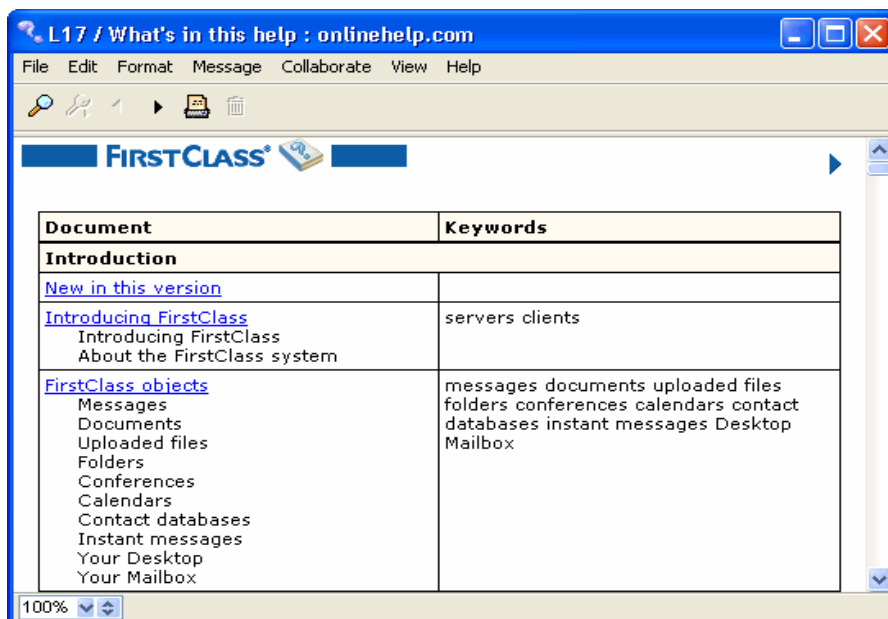 L17 / What's in this help : onlinehelp.com
File Edit Format Message Collaborate View Help
FIRSTCLASS®
Document Keywords
Introduction
New in this version
Introducing FirstClass servers clients
Introducing FirstClass
About the FirstClass system
FirstClass objects messages documents uploaded files
Messages folders conferences calendars contact
Documents databases instant messages Desktop
Uploaded files Mailbox
Folders
Conferences
Calendars
Contact databases
Instant messages
Your Desktop
Your Mailbox
100%